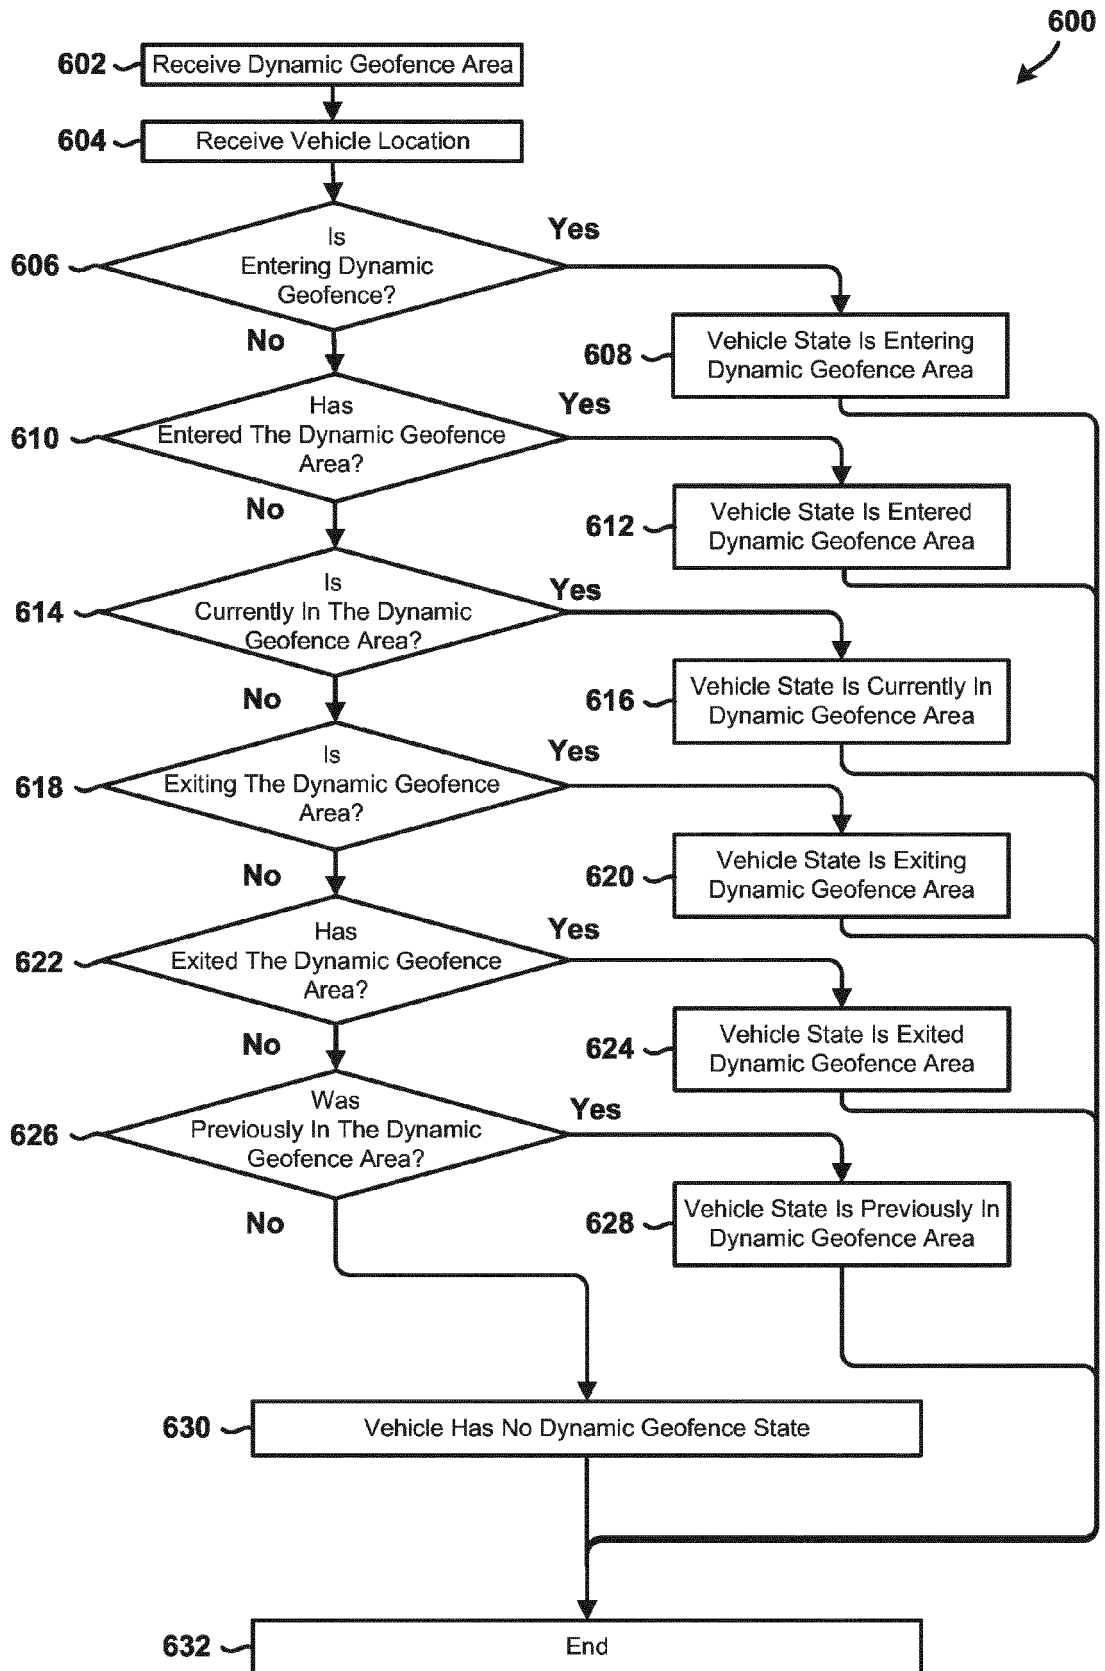 600
602
Receive Dynamic Geofence Area
604
Receive Vehicle Location
606
Is
Entering Dynamic
Geofence?
Yes
No
608
Vehicle State Is Entering
Dynamic Geofence Area
610
Has
Entered The Dynamic Geofence
Area?
Yes
No
612
Vehicle State Is Entered
Dynamic Geofence Area
614
Is
Currently In The Dynamic
Geofence Area?
Yes
No
616
Vehicle State Is Currently In
Dynamic Geofence Area
618
Is
Exiting The Dynamic Geofence
Area?
Yes
No
620
Vehicle State Is Exiting
Dynamic Geofence Area
622
Has
Exited The Dynamic Geofence
Area?
Yes
No
624
Vehicle State Is Exited
Dynamic Geofence Area
626
Was
Previously In The Dynamic
Geofence Area?
Yes
No
628
Vehicle State Is Previously In
Dynamic Geofence Area
630
Vehicle Has No Dynamic Geofence State
632
End